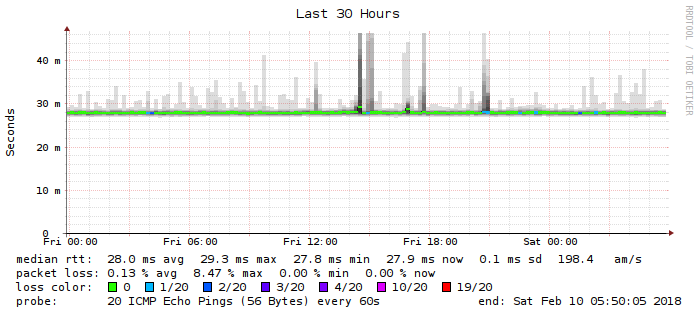 Last 30 Hours
RRDTOOL / TOBI OETIKER
Seconds
40 m
30 m
20 m
10 m
0
Fri 00:00 Fri 06:00 Fri 12:00 Fri 18:00 Sat 00:00
median rtt: 28.0 ms avg 29.3 ms max 27.8 ms min 27.9 ms now 0.1 ms sd 198.4 am/s
packet loss: 0.13 % avg 8.47 % max 0.00 % min 0.00 % now
loss color: 0 1/20 2/20 3/20 4/20 10/20 19/20
probe: 20 ICMP Echo Pings (56 Bytes) every 60s end: Sat Feb 10 05:50:05 2018